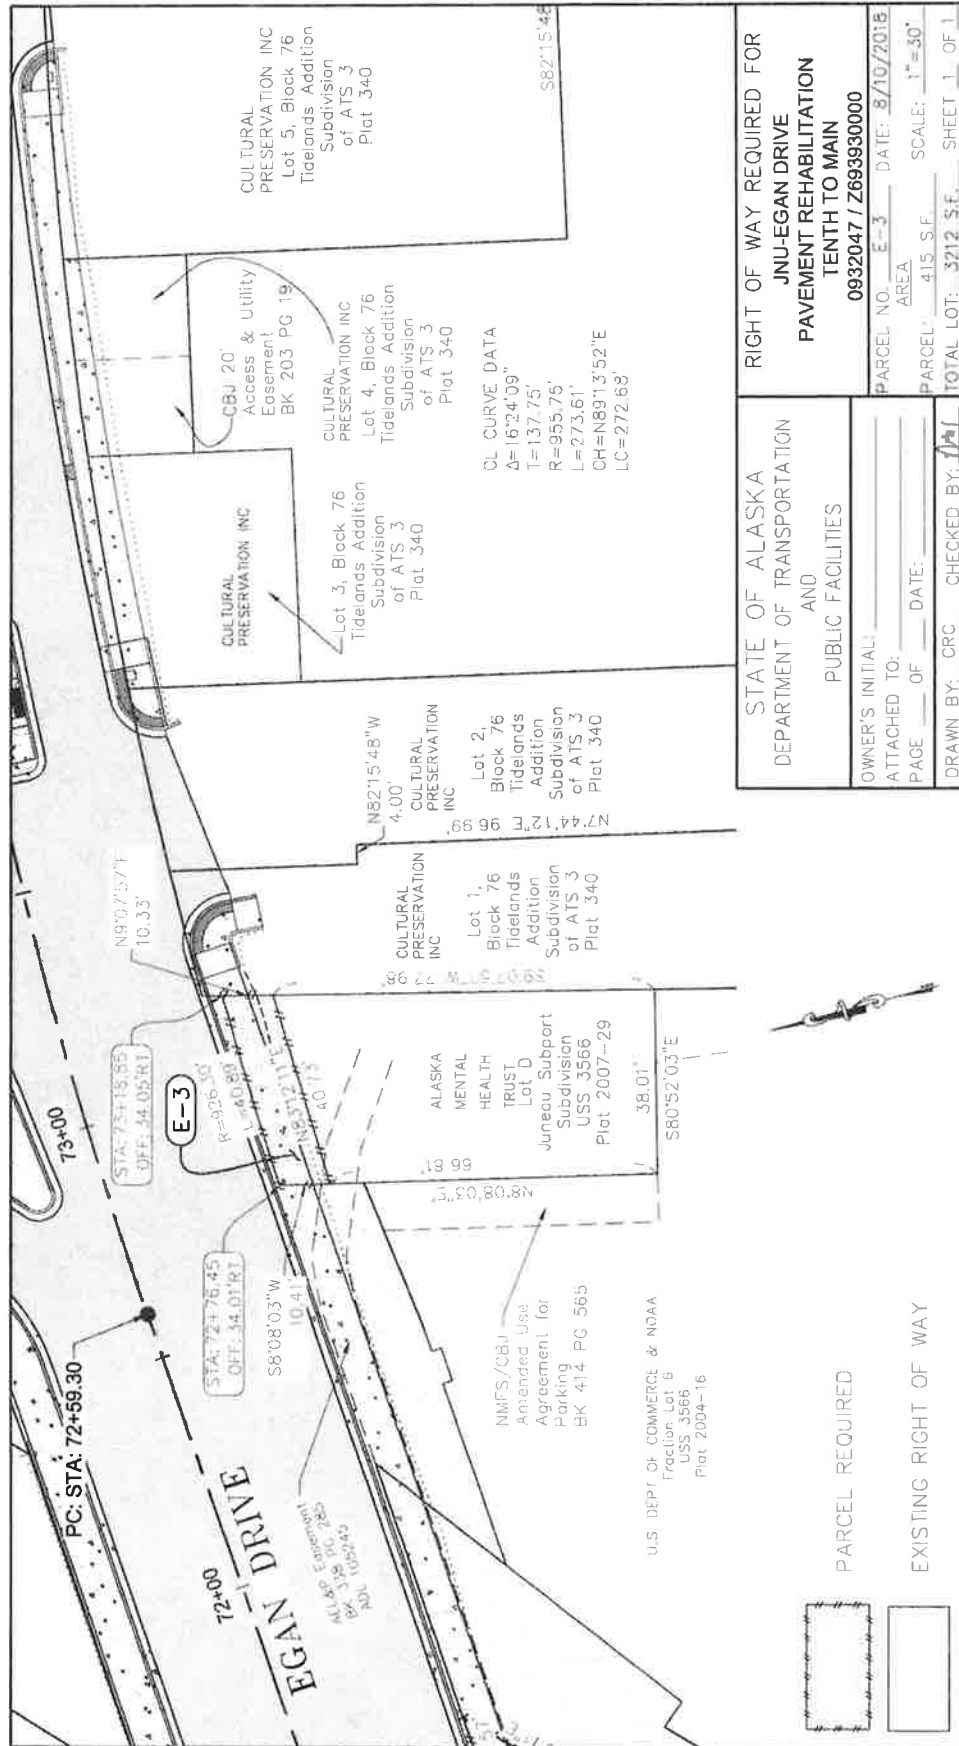 PC: STA: 72+59.30
72+00
73+00
EGAN DRIVE
AEL&P Easement
BK 338 PG 285
ADL 105245
STA: 72+76.45
OFF: 34.01'RT
S8°08'03"W
10.41'
STA: 73+18.85
OFF: 34.05'RT
E-3
R=926.30'
L=40.89'
N83°12'11"E
40.73'
N9°07'57"E
10.33'
NMFS/CBJ
Amended Use
Agreement for
Parking
BK 414 PG 565
U.S DEPT OF COMMERCE & NOAA
Fraction Lot 6
USS 3566
Plat 2004-16
N8°08'03"E
66.81'
ALASKA
MENTAL
HEALTH
TRUST
Lot D
Juneau Subport
Subdivision
USS 3566
Plat 2007-29
38.01'
S80°52'03"E
S9°07'57"W
CULTURAL
PRESERVATION
INC
Lot 1,
Block 76
Tidelands
Addition
Subdivision
of ATS 3
Plat 340
N7°44'12"E 96.99'
N82°15'48"W
4.00'
CULTURAL
PRESERVATION
INC
Lot 2,
Block 76
Tidelands
Addition
Subdivision
of ATS 3
Plat 340
CULTURAL
PRESERVATION INC
Lot 3, Block 76
Tidelands Addition
Subdivision
of ATS 3
Plat 340
CBJ 20'
Access & Utility
Easement
BK 203 PG 19
CULTURAL
PRESERVATION INC
Lot 4, Block 76
Tidelands Addition
Subdivision
of ATS 3
Plat 340
CULTURAL
PRESERVATION INC
Lot 5, Block 76
Tidelands Addition
Subdivision
of ATS 3
Plat 340
S82°15'48
CL CURVE DATA
Δ=16°24'09"
T=137.75'
R=955.75'
L=273.61'
CH=N89°13'52"E
LC=272.68'
PARCEL REQUIRED
EXISTING RIGHT OF WAY
STATE OF ALASKA
DEPARTMENT OF TRANSPORTATION
AND
PUBLIC FACILITIES
OWNER'S INITIAL:
ATTACHED TO:
PAGE OF DATE:
DRAWN BY: CRC CHECKED BY:
RIGHT OF WAY REQUIRED FOR
JNU-EGAN DRIVE
PAVEMENT REHABILITATION
TENTH TO MAIN
0932047 / Z693930000
PARCEL NO. E-3 DATE: 8/10/2018
AREA
PARCEL: 415 S.F. SCALE: 1"=30'
TOTAL LOT: 3212 S.F. SHEET 1 OF 1